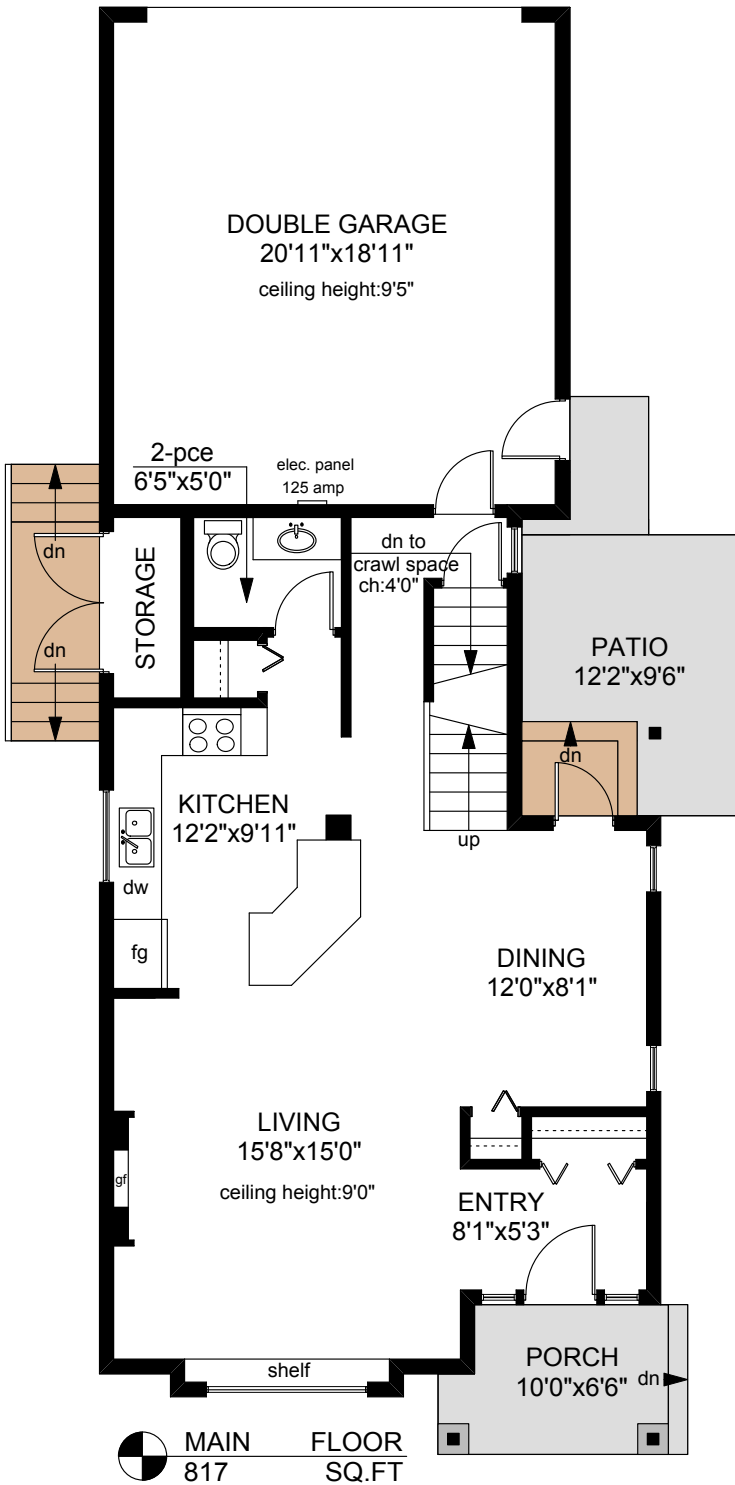 DOUBLE GARAGE
20'11"x18'11"
ceiling height:9'5"
2-pce
6'5"x5'0"
elec. panel
125 amp
dn
dn
STORAGE
dn to
crawl space
ch:4'0"
PATIO
12'2"x9'6"
dn
KITCHEN
12'2"x9'11"
up
dw
fg
DINING
12'0"x8'1"
LIVING
15'8"x15'0"
ceiling height:9'0"
gf
ENTRY
8'1"x5'3"
shelf
PORCH
10'0"x6'6"
dn
MAIN FLOOR
817 SQ.FT